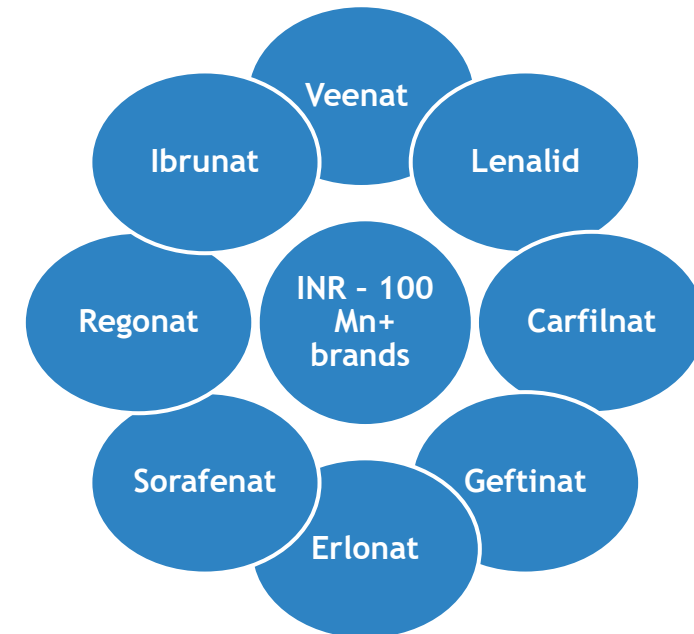 Veenat
Ibrunat
Lenalid
INR – 100
Mn+
brands
Regonat
Carfilnat
Sorafenat
Geftinat
Erlonat